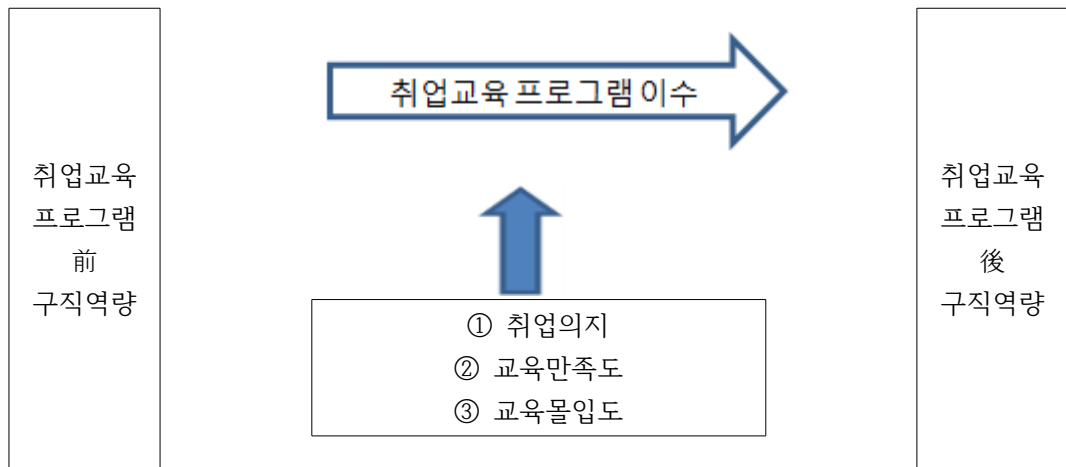 취업교육
프로그램
前
구직역량
취업교육 프로그램 이수
① 취업의지
② 교육만족도
③ 교육몰입도
취업교육
프로그램
後
구직역량